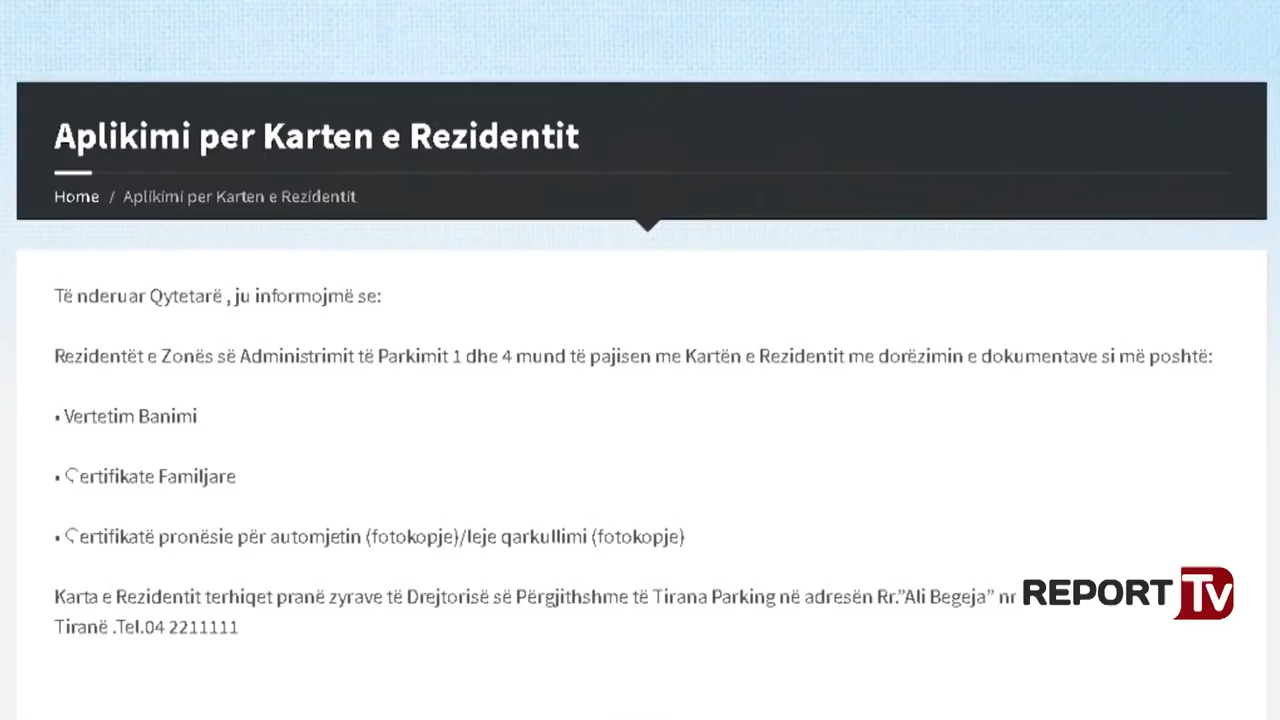 Aplikimi per Karten e Rezidentit
Home / Aplikimi per Karten e Rezidentit
Të nderuar Qytetarë , ju informojmë se:
Rezidentët e Zonës së Administrimit të Parkimit 1 dhe 4 mund të pajisen me Kartën e Rezidentit me dorëzimin e dokumentave si më poshtë:
• Vertetim Banimi
• Certifikate Familjare
• Certifikatë pronësie për automjetin (fotokopje)/leje qarkullimi (fotokopje)
Karta e Rezidentit terhiqet pranë zyrave të Drejtorisë së Përgjithshme të Tirana Parking në adresën Rr.”Ali Begeja” nr
REPORT Tv
Tiranë .Tel.04 2211111